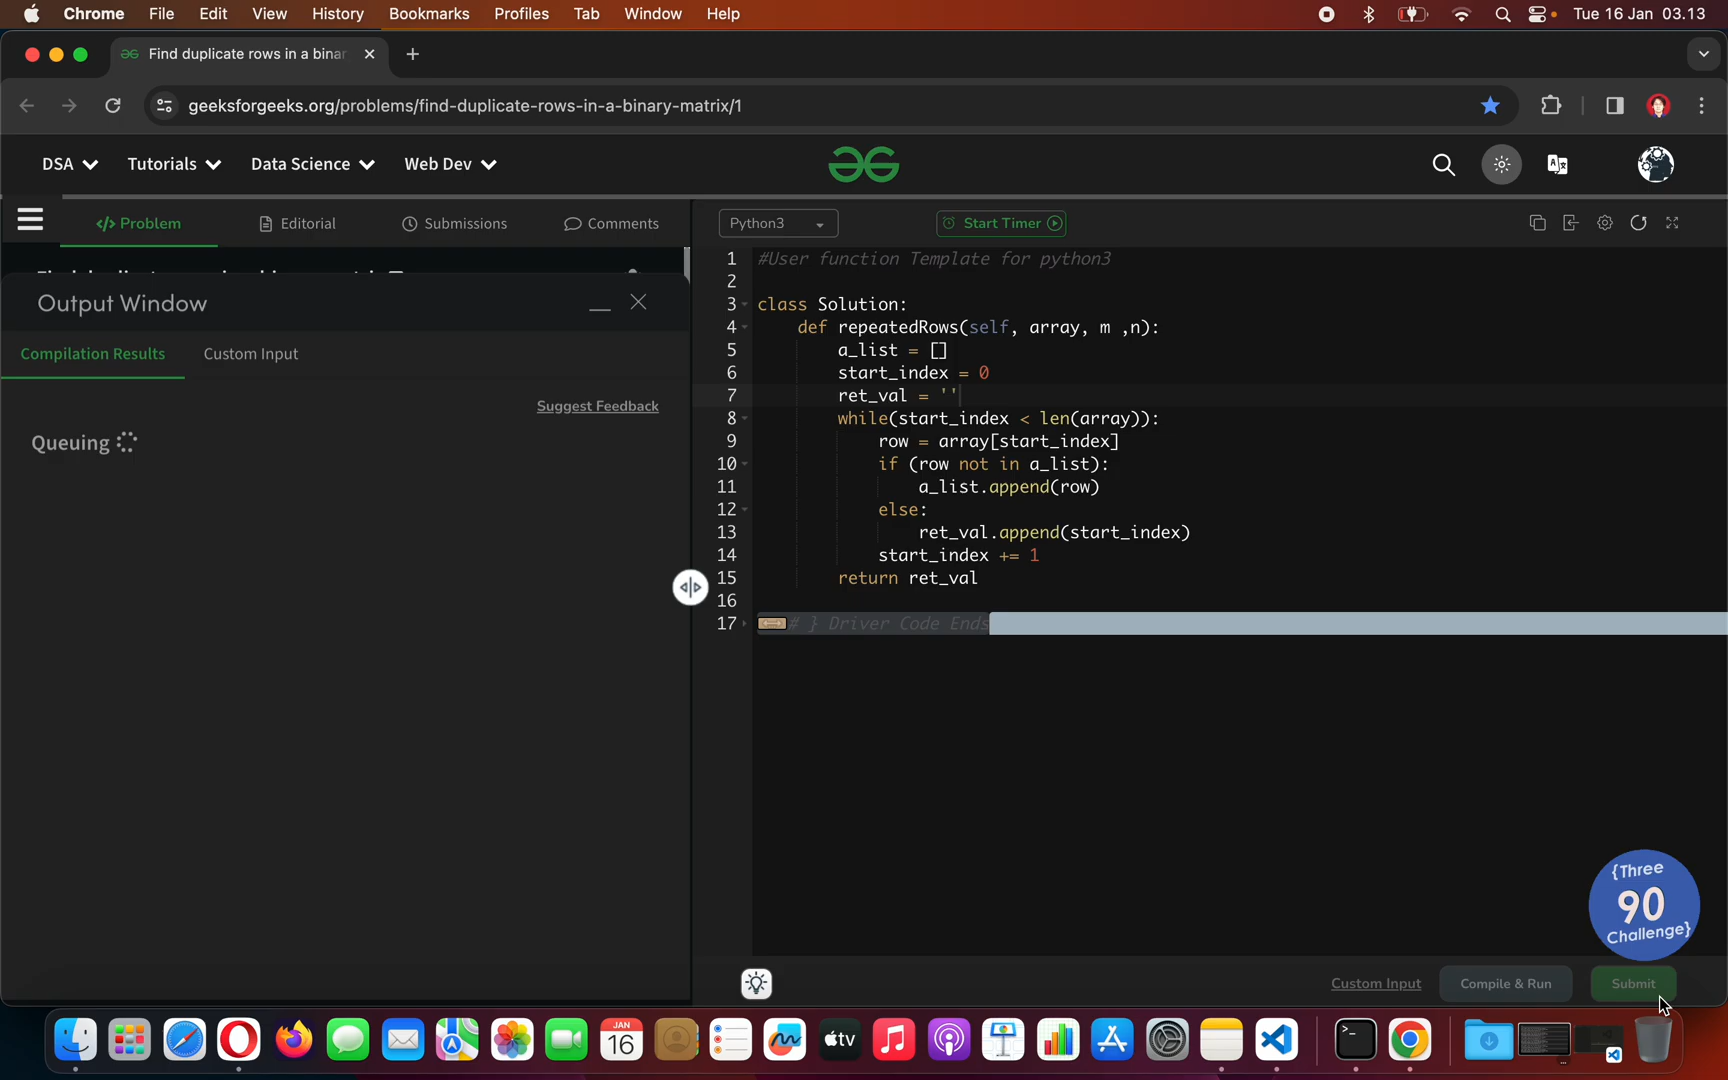 Chrome File Edit View History Bookmarks Profiles Tab Window Help Tue 16 Jan 03.13
Find duplicate rows in a binar
geeksforgeeks.org/problems/find-duplicate-rows-in-a-binary-matrix/1
DSA Tutorials Data Science Web Dev
</> Problem Editorial Submissions Comments
Python3 Start Timer
Output Window
Compilation Results Custom Input
Suggest Feedback
Queuing
1 #User function Template for python3
2
3 class Solution:
4 def repeatedRows(self, array, m ,n):
5 a_list = []
6 start_index = 0
7 ret_val = ''
8 while(start_index < len(array)):
9 row = array[start_index]
10 if (row not in a_list):
11 a_list.append(row)
12 else:
13 ret_val.append(start_index)
14 start_index += 1
15 return ret_val
16
17 # } Driver Code Ends
{Three
90
Challenge}
Custom Input Compile & Run Submit
JAN
16
tv